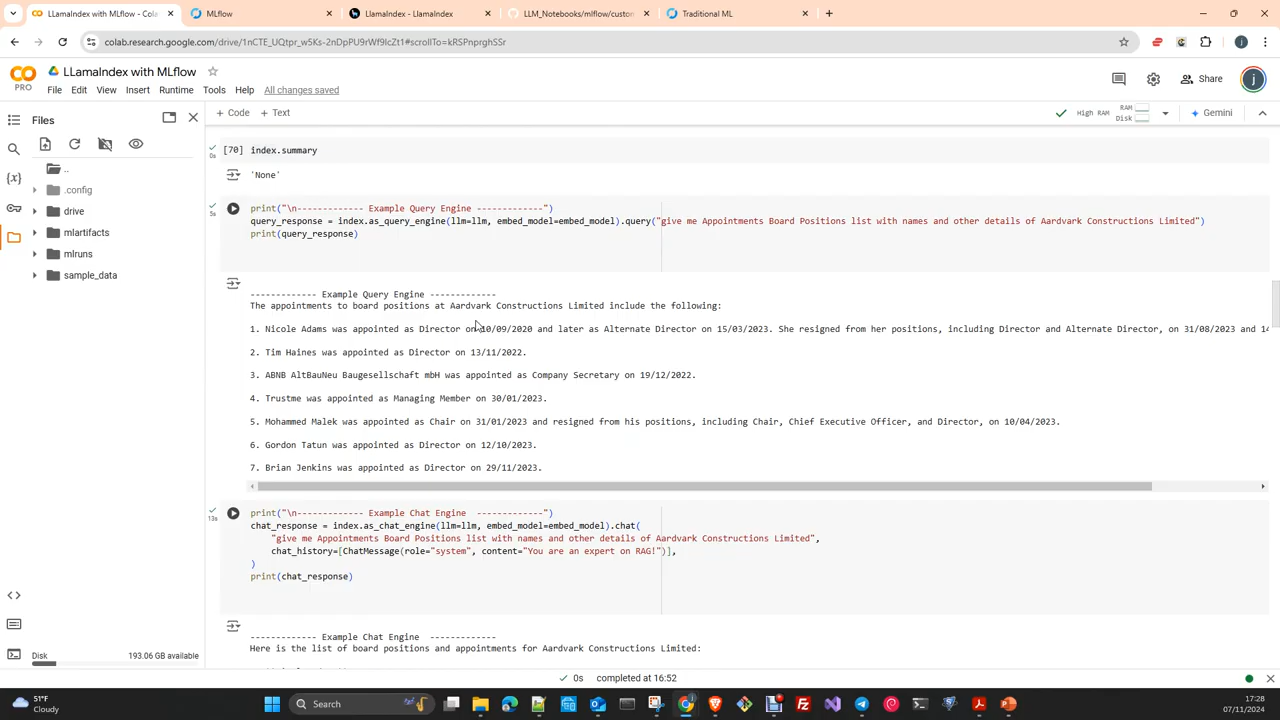 LLamaIndex with MLflow - Cola
MLflow
LlamaIndex - LlamaIndex
LLM_Notebooks/mlflow/custom
Traditional ML
colab.research.google.com/drive/1nCTE_UQtpr_w5Ks-2nDpPU9rWf9IcZt1#scrollTo=kRSPnprghSSr
LLamaIndex with MLflow
PRO
File Edit View Insert Runtime Tools Help All changes saved
Share
j
Files
+ Code + Text
High RAM
RAM
Disk
Gemini
..
.config
drive
mlartifacts
mlruns
sample_data
[70] index.summary
0s
'None'
5s
print("\n------------- Example Query Engine -------------")
query_response = index.as_query_engine(llm=llm, embed_model=embed_model).query("give me Appointments Board Positions list with names and other details of Aardvark Constructions Limited")
print(query_response)
------------- Example Query Engine -------------
The appointments to board positions at Aardvark Constructions Limited include the following:
1. Nicole Adams was appointed as Director on 10/09/2020 and later as Alternate Director on 15/03/2023. She resigned from her positions, including Director and Alternate Director, on 31/08/2023 and 14
2. Tim Haines was appointed as Director on 13/11/2022.
3. ABNB AltBauNeu Baugesellschaft mbH was appointed as Company Secretary on 19/12/2022.
4. Trustme was appointed as Managing Member on 30/01/2023.
5. Mohammed Malek was appointed as Chair on 31/01/2023 and resigned from his positions, including Chair, Chief Executive Officer, and Director, on 10/04/2023.
6. Gordon Tatun was appointed as Director on 12/10/2023.
7. Brian Jenkins was appointed as Director on 29/11/2023.
13s
print("\n------------- Example Chat Engine  -------------")
chat_response = index.as_chat_engine(llm=llm, embed_model=embed_model).chat(
"give me Appointments Board Positions list with names and other details of Aardvark Constructions Limited",
chat_history=[ChatMessage(role="system", content="You are an expert on RAG!")],
)
print(chat_response)
------------- Example Chat Engine  -------------
Here is the list of board positions and appointments for Aardvark Constructions Limited:
Disk 193.06 GB available
0s completed at 16:52
51°F
Cloudy
Search
17:28
07/11/2024